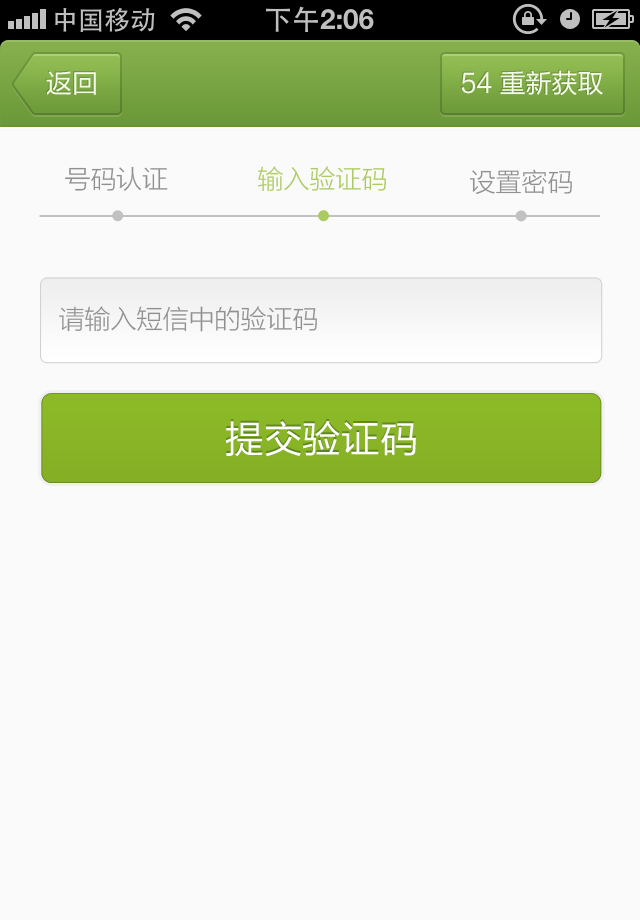 中国移动 下午2:06
返回 54 重新获取
号码认证 输入验证码 设置密码
请输入短信中的验证码
提交验证码